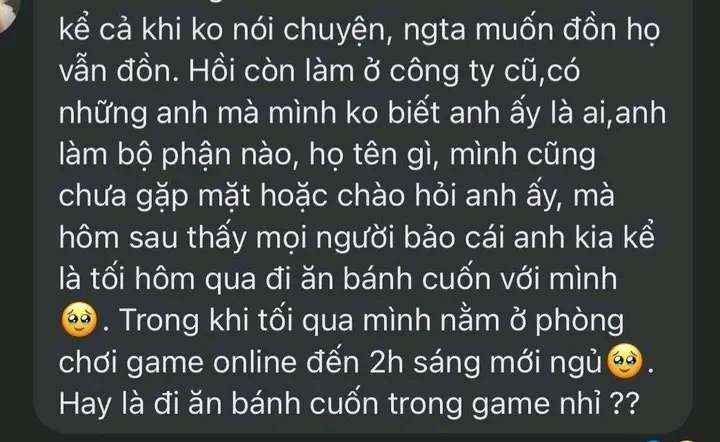 kể cả khi ko nói chuyện, ngta muốn đồn họ
vẫn đồn. Hồi còn làm ở công ty cũ,có
những anh mà mình ko biết anh ấy là ai,anh
làm bộ phận nào, họ tên gì, mình cũng
chưa gặp mặt hoặc chào hỏi anh ấy, mà
hôm sau thấy mọi người bảo cái anh kia kể
là tối hôm qua đi ăn bánh cuốn với mình
🥹. Trong khi tối qua mình nằm ở phòng
chơi game online đến 2h sáng mới ngủ🥹.
Hay là đi ăn bánh cuốn trong game nhỉ ??